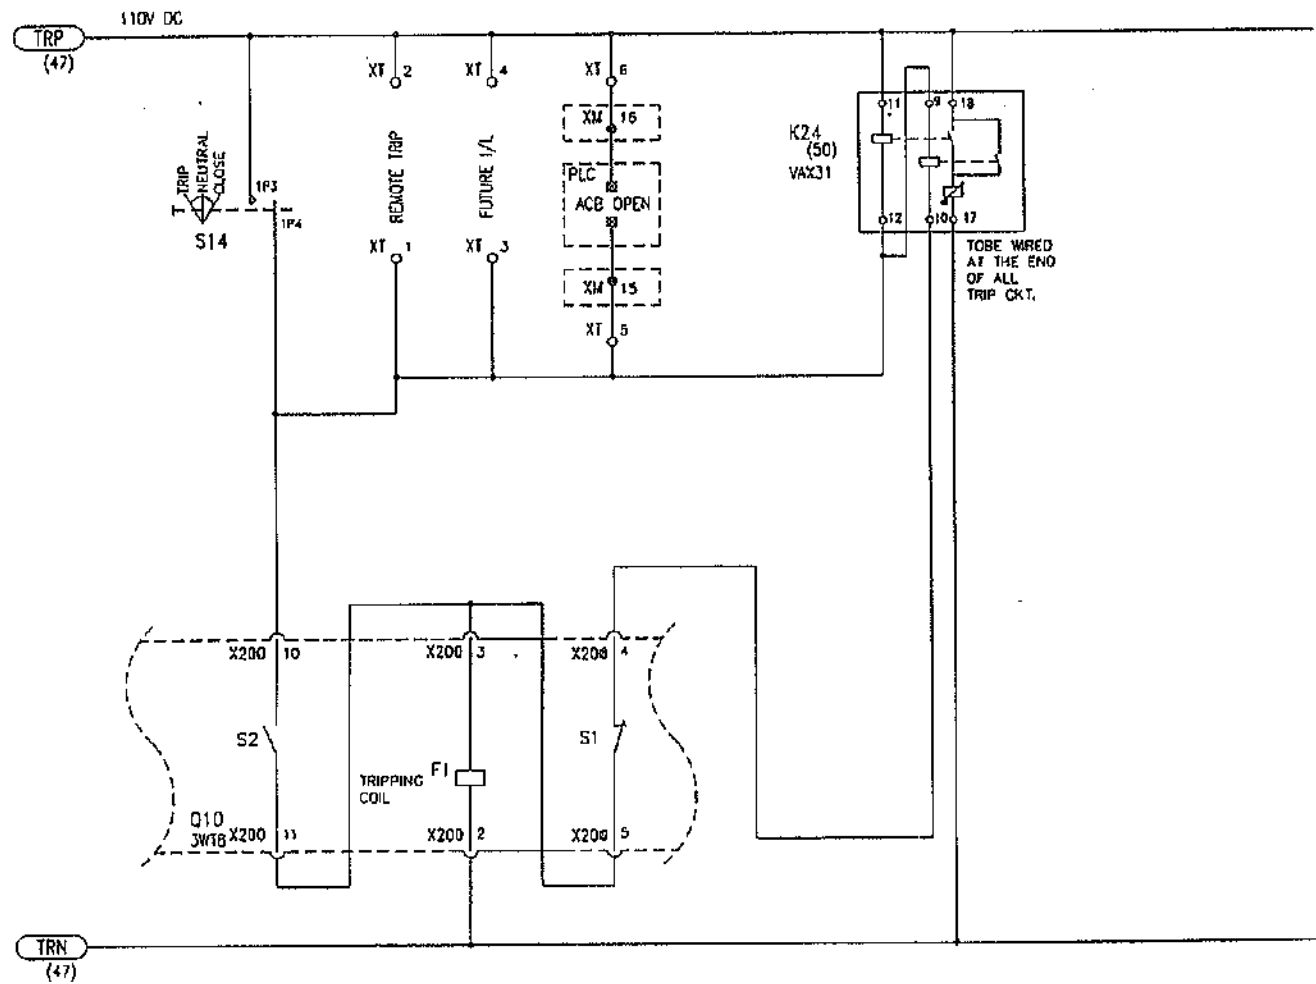 110V DC
TRP
(47)
XT 2
XT 4
XT 6
XM 16
11
9
18
K24
(50)
VAX31
TRIP
NEUTRAL
CLOSE
1P3
1P4
S14
REMOTE TRIP
FUTURE I/L
PLC
ACB OPEN
12
10
17
XT 1
XT 3
XM 15
XT 5
TOBE WIRED
AT THE END
OF ALL
TRIP CKT.
X200 10
X200 3
X200 4
S2
S1
F1
TRIPPING
COIL
Q10
3WT8
X200 11
X200 2
X200 5
TRN
(47)